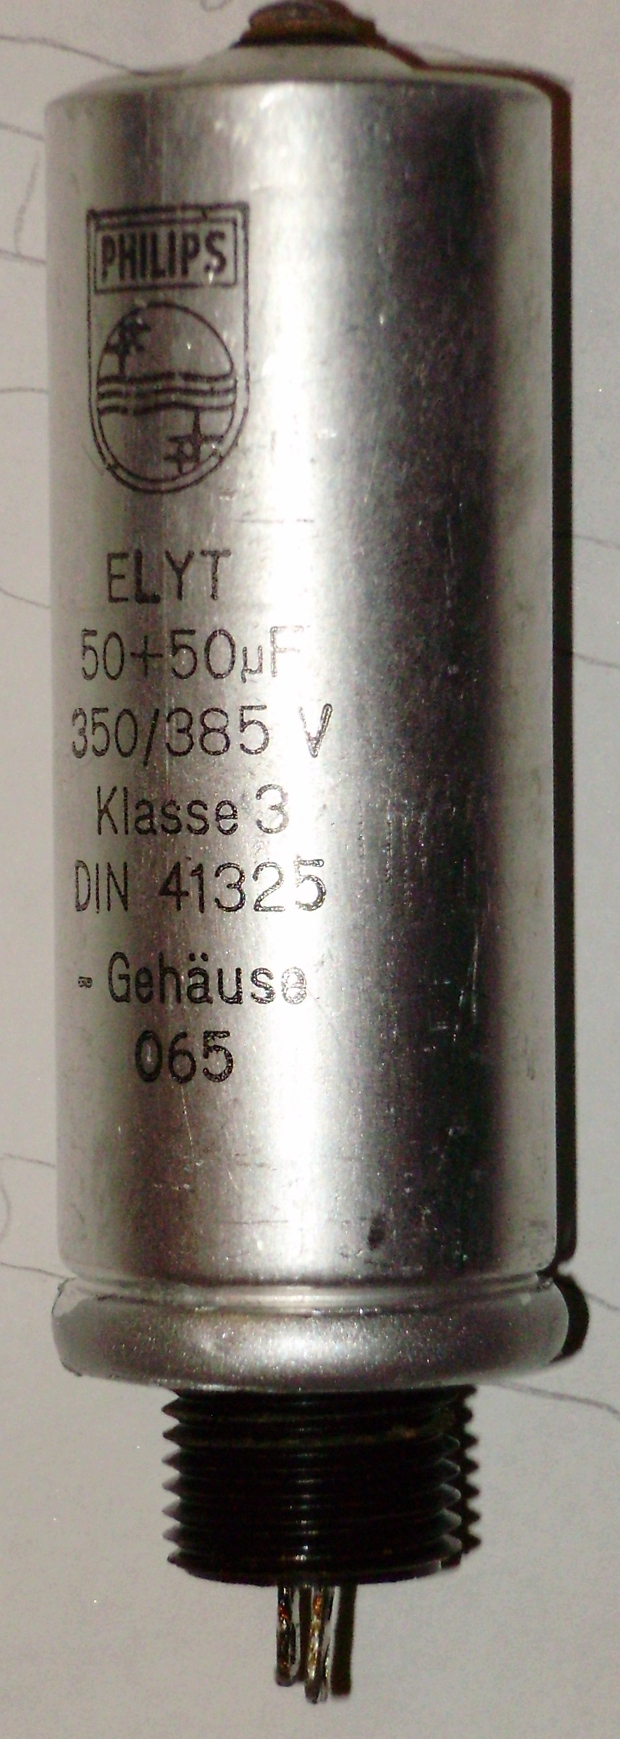 PHILIPS
ELYT
50+50µF
350/385 V
Klasse 3
DIN 41325
- Gehäuse
065